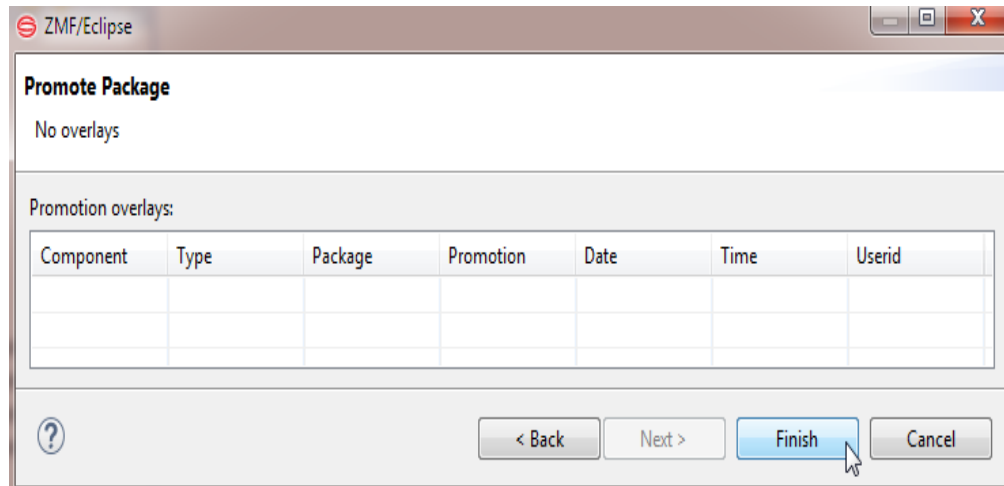 ZMF/Eclipse
Promote Package
No overlays
Promotion overlays:
Component Type Package Promotion Date Time Userid
? < Back Next > Finish Cancel